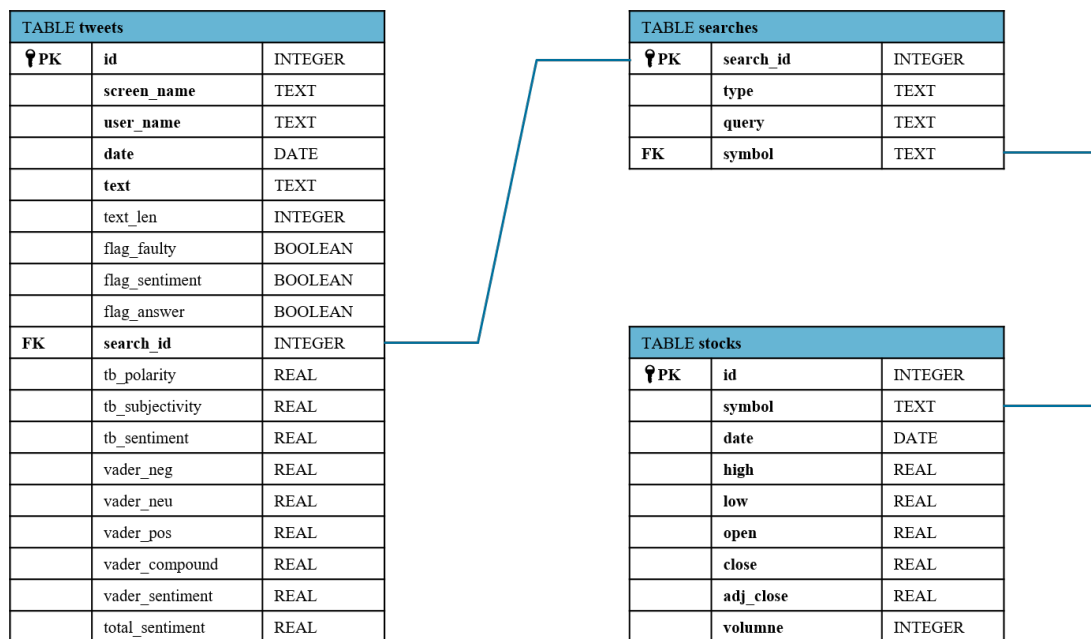 TABLE tweets
PK id INTEGER
screen_name TEXT
user_name TEXT
date DATE
text TEXT
text_len INTEGER
flag_faulty BOOLEAN
flag_sentiment BOOLEAN
flag_answer BOOLEAN
FK search_id INTEGER
tb_polarity REAL
tb_subjectivity REAL
tb_sentiment REAL
vader_neg REAL
vader_neu REAL
vader_pos REAL
vader_compound REAL
vader_sentiment REAL
total_sentiment REAL
TABLE searches
PK search_id INTEGER
type TEXT
query TEXT
FK symbol TEXT
TABLE stocks
PK id INTEGER
symbol TEXT
date DATE
high REAL
low REAL
open REAL
close REAL
adj_close REAL
volumne INTEGER